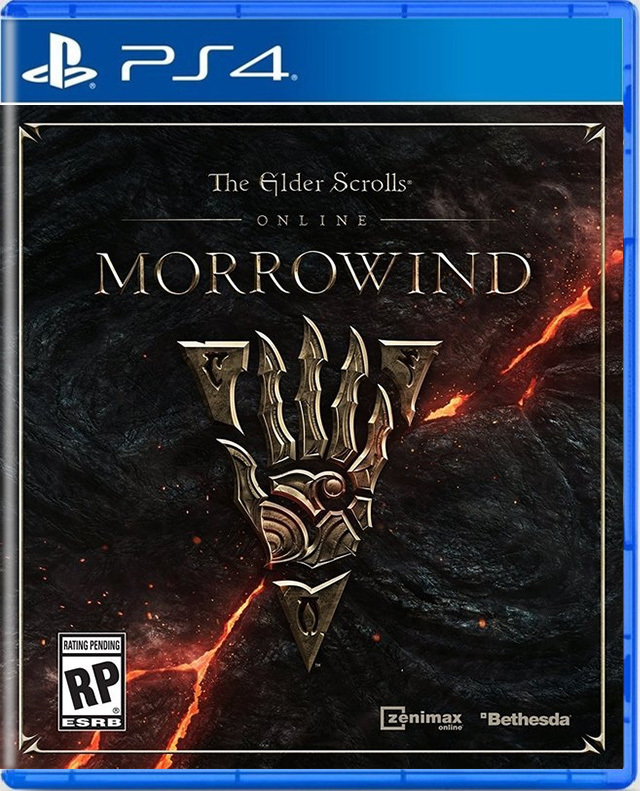 PS4
The Elder Scrolls
ONLINE
MORROWIND
RATING PENDING
RP
ESRB
zenimax
online
Bethesda